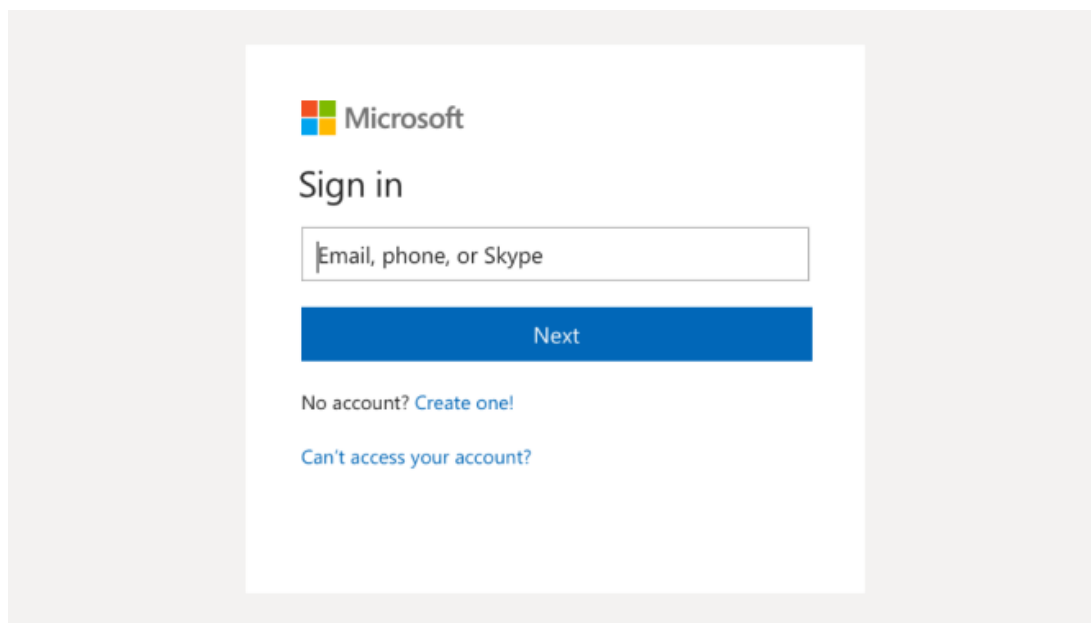 Microsoft
Sign in
Email, phone, or Skype
Next
No account? Create one!
Can't access your account?